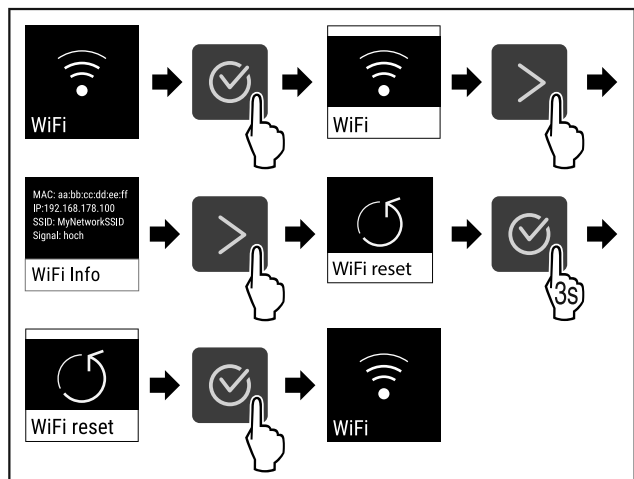 WiFi
WiFi
MAC: aa:bb:cc:dd:ee:ff
IP:192.168.178.100
SSID: MyNetworkSSID
Signal: hoch
WiFi Info
WiFi reset
3s
WiFi reset
WiFi